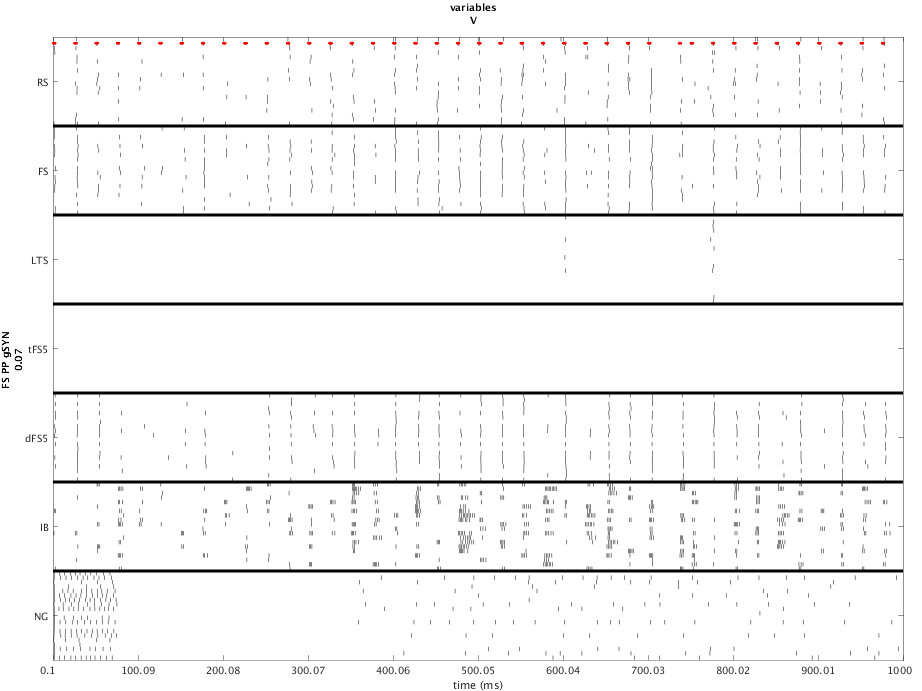 variables
V
RS
FS
LTS
tFS5
dFS5
IB
NG
FS PP gSYN
0.07
0.1 100.09 200.08 300.07 400.06 500.05 600.04 700.03 800.02 900.01 1000
time (ms)